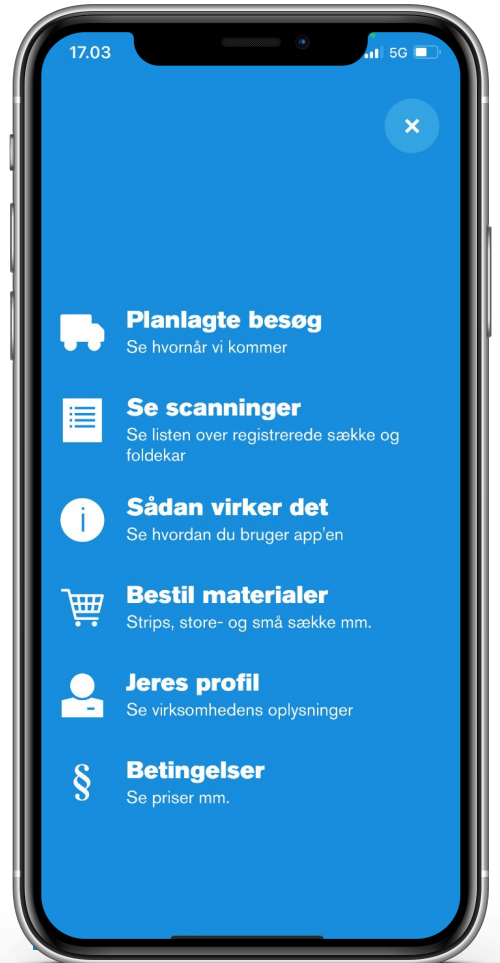 17.03
5G
Planlagte besøg
Se hvornår vi kommer
Se scanninger
Se listen over registrerede sække og
foldekar
Sådan virker det
Se hvordan du bruger app'en
Bestil materialer
Strips, store- og små sække mm.
Jeres profil
Se virksomhedens oplysninger
§
Betingelser
Se priser mm.